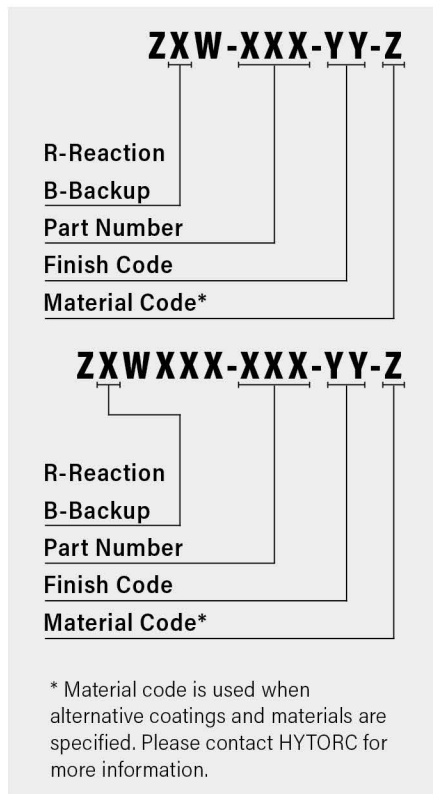 ZXW-XXX-YY-Z
R-Reaction
B-Backup
Part Number
Finish Code
Material Code*
ZXWXXX-XXX-YY-Z
R-Reaction
B-Backup
Part Number
Finish Code
Material Code*
* Material code is used when
alternative coatings and materials are
specified. Please contact HYTORC for
more information.